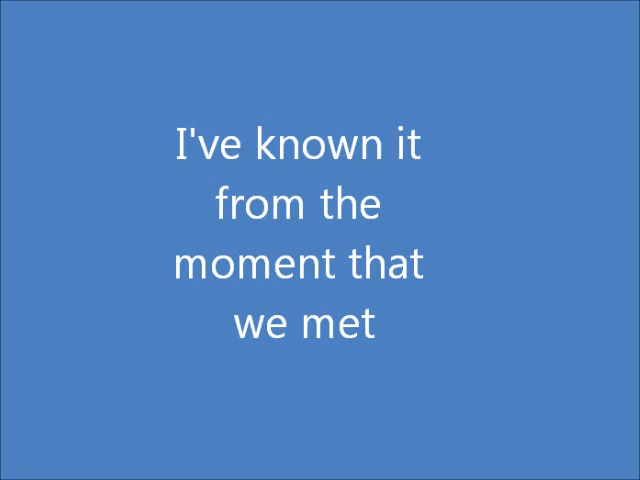 I've known it
from the
moment that
we met